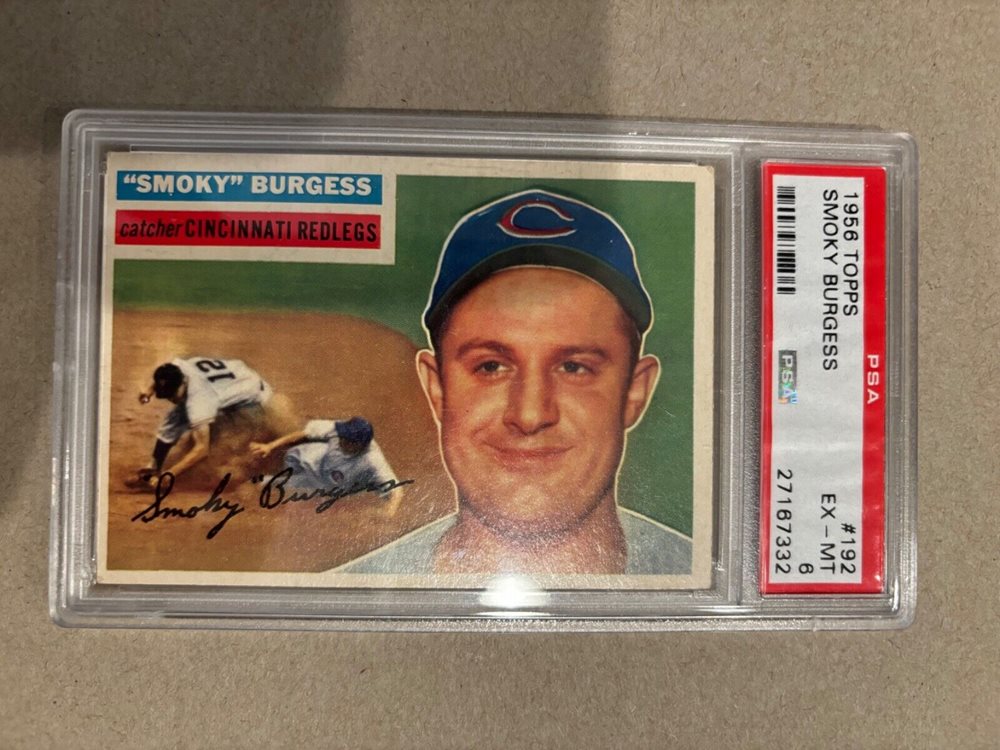 "SMOKY" BURGESS
catcher CINCINNATI REDLEGS
C
12
"Smoky" Burgess
1956 TOPPS
SMOKY BURGESS
#192
EX - MT
6
27167332
PSA
PSA